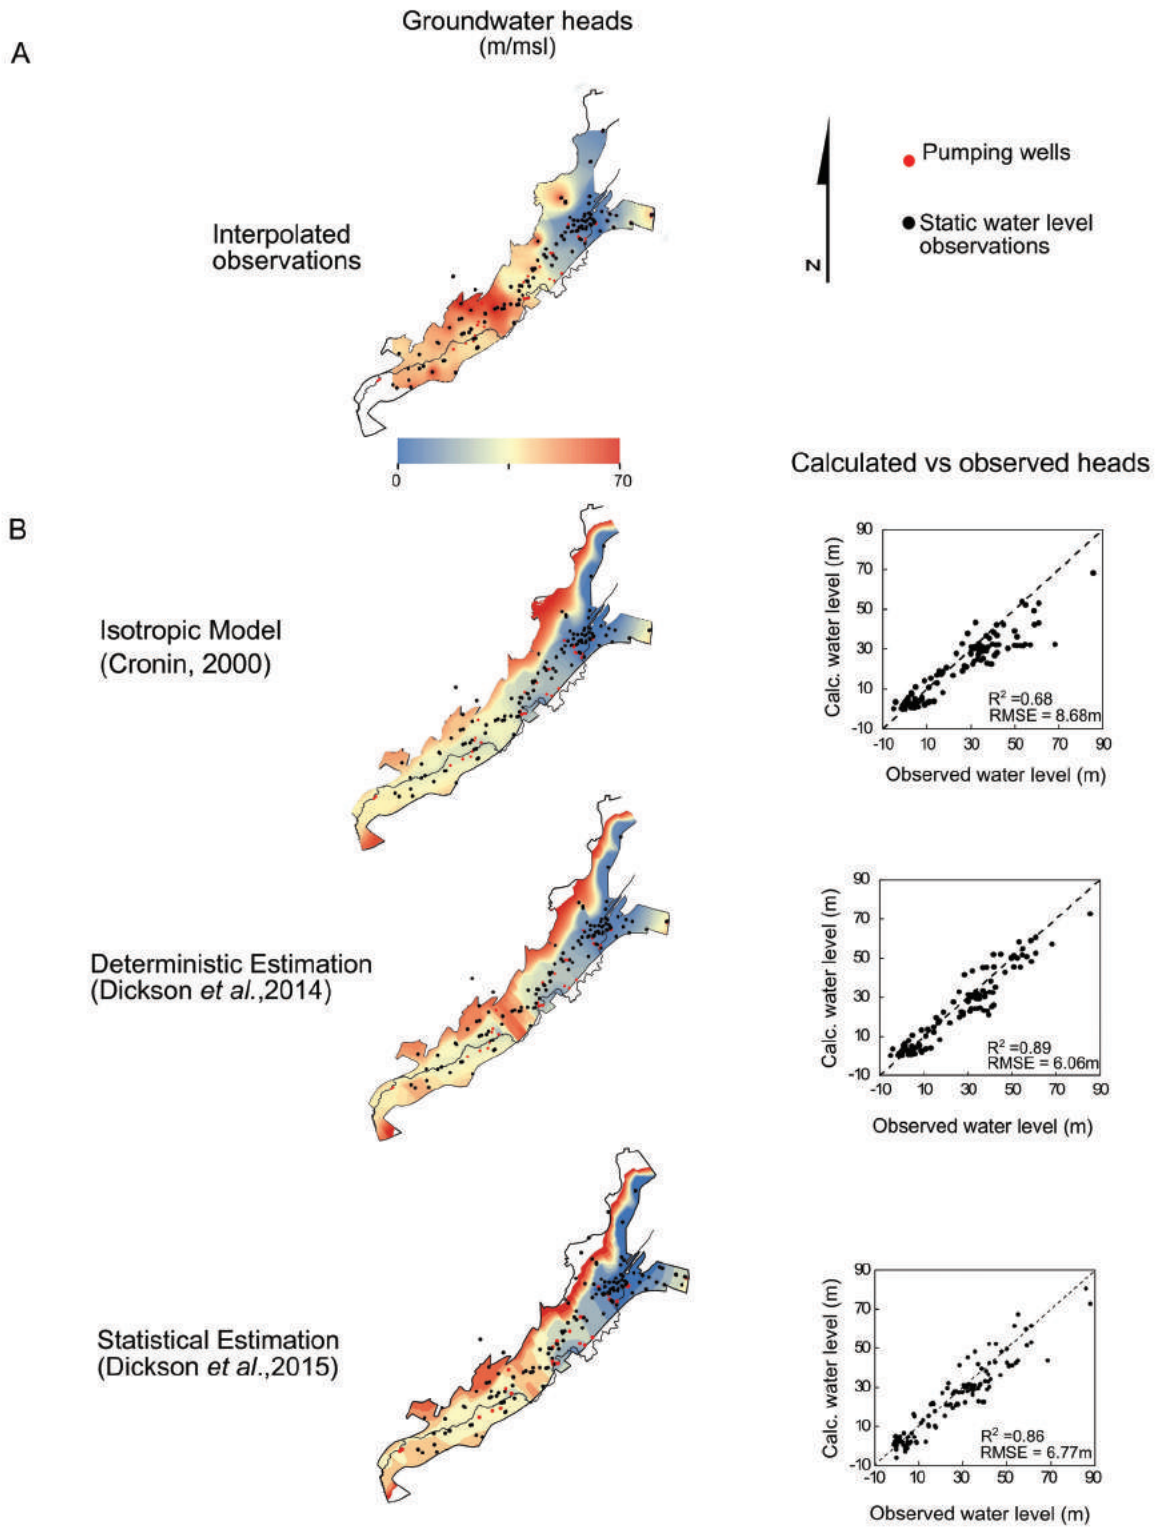 Groundwater heads
(m/msl)
A
Interpolated
observations
N
Pumping wells
Static water level
observations
0
70
Calculated vs observed heads
B
Isotropic Model
(Cronin, 2000)
Calc. water level (m)
90
70
50
30
10
-10
R² =0.68
RMSE = 8.68m
-10 10 30 50 70 90
Observed water level (m)
Deterministic Estimation
(Dickson et al.,2014)
Calc. water level (m)
90
70
50
30
10
-10
R² =0.89
RMSE = 6.06m
-10 10 30 50 70 90
Observed water level (m)
Statistical Estimation
(Dickson et al.,2015)
Calc. water level (m)
90
70
50
30
10
-10
R² =0.86
RMSE = 6.77m
-10 10 30 50 70 90
Observed water level (m)